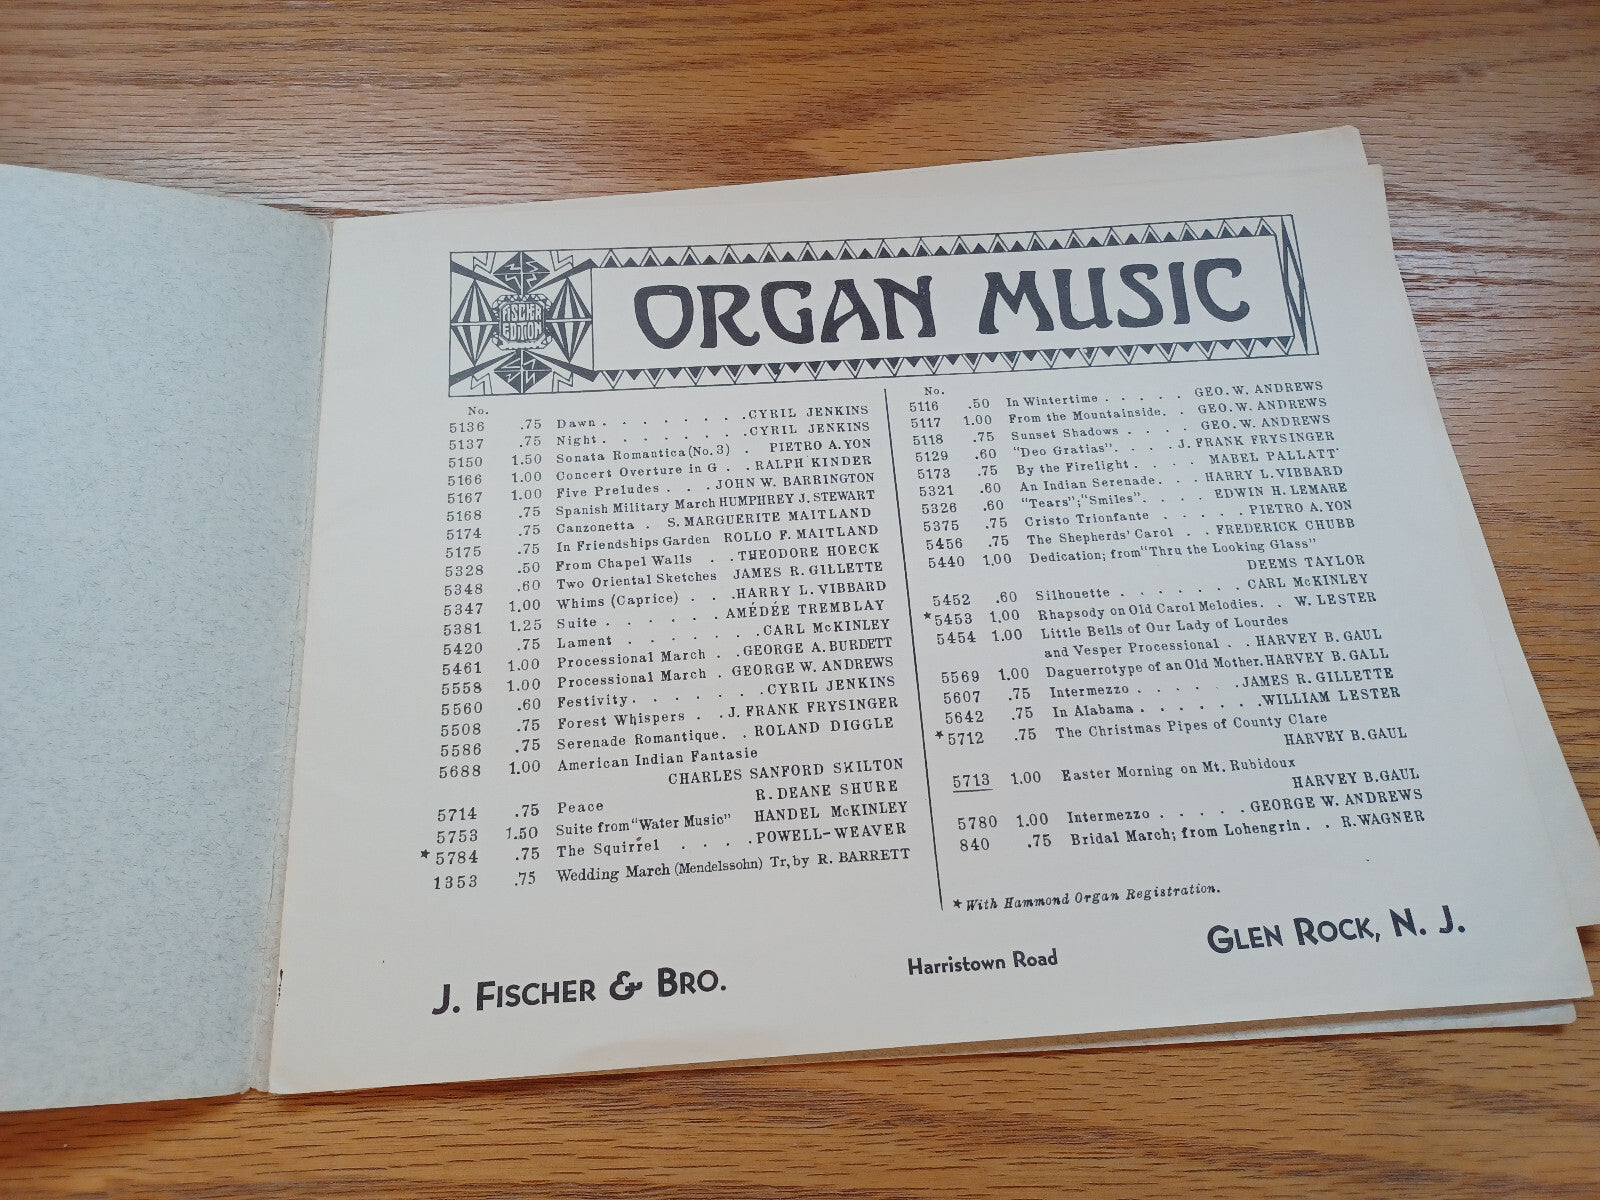 FISCHER EDITION
ORGAN MUSIC
No.
5136 .75 Dawn . . . . . . . . CYRIL JENKINS
5137 .75 Night . . . . . . . . CYRIL JENKINS
5150 1.50 Sonata Romantica (No. 3) . PIETRO A. YON
5166 1.00 Concert Overture in G . . RALPH KINDER
5167 1.00 Five Preludes . . . JOHN W. BARRINGTON
5168 .75 Spanish Military March HUMPHREY J. STEWART
5174 .75 Canzonetta . S. MARGUERITE MAITLAND
5175 .75 In Friendships Garden ROLLO F. MAITLAND
5328 .50 From Chapel Walls . . THEODORE HOECK
5348 .60 Two Oriental Sketches JAMES R. GILLETTE
5347 1.00 Whims (Caprice) . . . HARRY L. VIBBARD
5381 1.25 Suite . . . . . . AMÉDÉE TREMBLAY
5420 .75 Lament . . . . . . . CARL McKINLEY
5461 1.00 Processional March . . GEORGE A. BURDETT
5558 1.00 Processional March . GEORGE W. ANDREWS
5560 .60 Festivity . . . . . . . CYRIL JENKINS
5508 .75 Forest Whispers . . J. FRANK FRYSINGER
5586 .75 Serenade Romantique . . ROLAND DIGGLE
5688 1.00 American Indian Fantasie
CHARLES SANFORD SKILTON
5714 .75 Peace R. DEANE SHURE
5753 1.50 Suite from "Water Music" HANDEL McKINLEY
* 5784 .75 The Squirrel . . . . POWELL-WEAVER
1353 .75 Wedding March (Mendelssohn) Tr, by R. BARRETT
No.
5116 .50 In Wintertime . . . . . GEO. W. ANDREWS
5117 1.00 From the Mountainside . . GEO. W. ANDREWS
5118 .75 Sunset Shadows . . . . GEO. W. ANDREWS
5129 .60 "Deo Gratias" . . . . J. FRANK FRYSINGER
5173 .75 By the Firelight . . . . MABEL PALLATT
5321 .60 An Indian Serenade . . . HARRY L. VIBBARD
5326 .60 "Tears"; "Smiles" . . . . EDWIN H. LEMARE
5375 .75 Cristo Trionfante . . . . . PIETRO A. YON
5456 .75 The Shepherds' Carol . . FREDERICK CHUBB
5440 1.00 Dedication; from "Thru the Looking Glass"
DEEMS TAYLOR
5452 .60 Silhouette . . . . . . . CARL McKINLEY
* 5453 1.00 Rhapsody on Old Carol Melodies . . W. LESTER
5454 1.00 Little Bells of Our Lady of Lourdes
and Vesper Processional . . HARVEY B. GAUL
5569 1.00 Daguerrotype of an Old Mother. HARVEY B. GALL
5607 .75 Intermezzo . . . . . . JAMES R. GILLETTE
5642 .75 In Alabama . . . . . . . WILLIAM LESTER
* 5712 .75 The Christmas Pipes of County Clare
HARVEY B. GAUL
5713 1.00 Easter Morning on Mt. Rubidoux
HARVEY B. GAUL
5780 1.00 Intermezzo . . . . . GEORGE W. ANDREWS
840 .75 Bridal March; from Lohengrin . . R. WAGNER
* With Hammond Organ Registration.
J. FISCHER & BRO. Harristown Road GLEN ROCK, N. J.